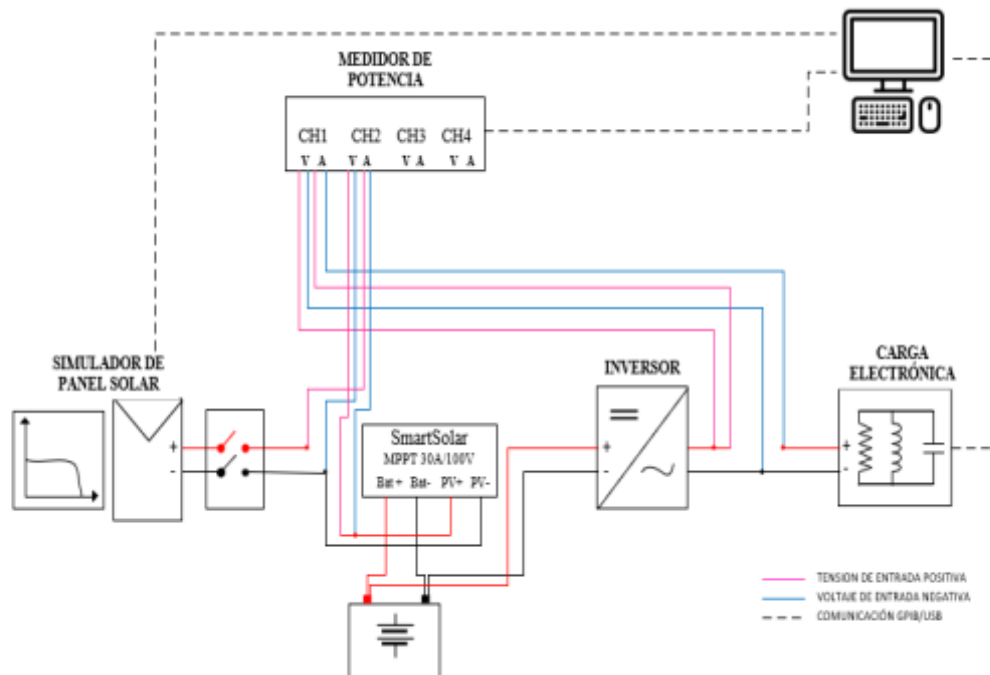 MEDIDOR DE
POTENCIA
CH1 CH2 CH3 CH4
V A V A V A V A
SIMULADOR DE
PANEL SOLAR
+
-
SmartSolar
MPPT 30A/100V
Bat+ Bat- PV+ PV-
INVERSOR
+
-
CARGA
ELECTRÓNICA
+
-
TENSION DE ENTRADA POSITIVA
VOLTAJE DE ENTRADA NEGATIVA
COMUNICACIÓN GPIB/USB